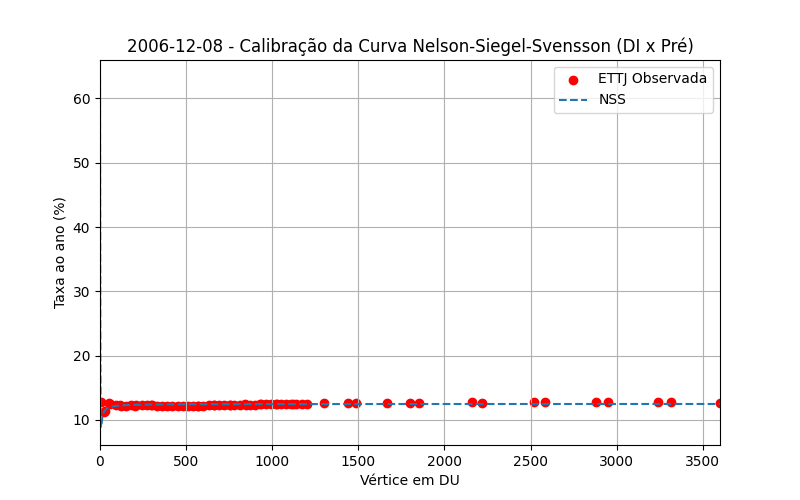 2006-12-08 - Calibração da Curva Nelson-Siegel-Svensson (DI x Pré)
ETTJ Observada
NSS
Taxa ao ano (%)
60
50
40
30
20
10
0
500
1000
1500
2000
2500
3000
3500
Vértice em DU